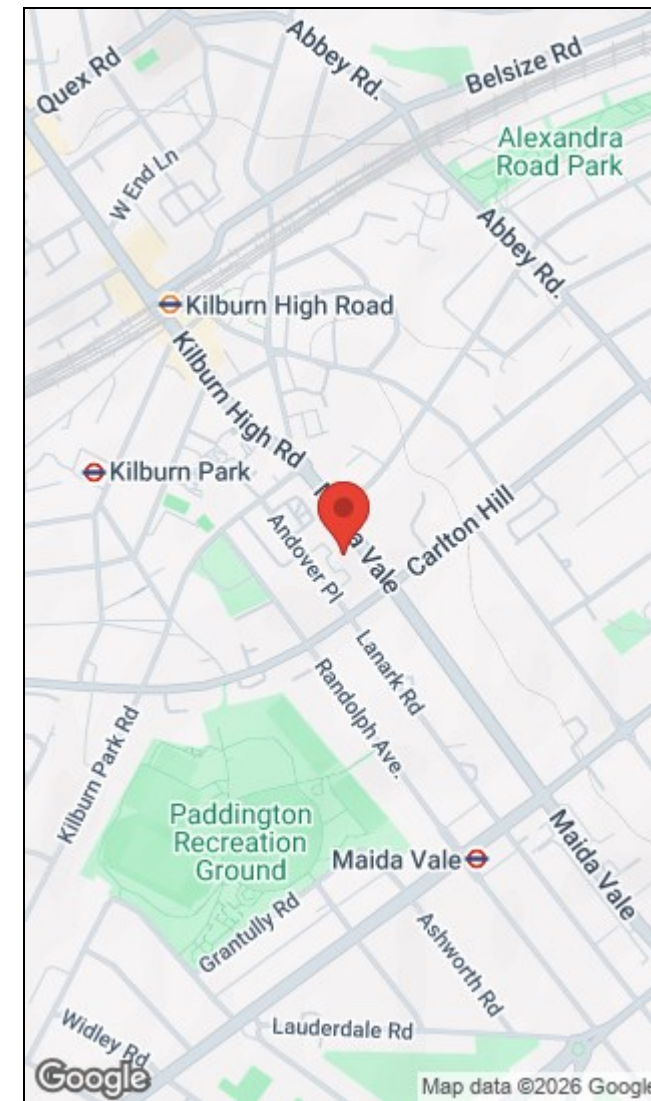 Quex Rd
Abbey Rd.
Belsize Rd
Alexandra
Road Park
W End Ln
Abbey Rd.
Kilburn High Road
Kilburn High Rd
Kilburn Park
Vale
Carlton Hill
Andover Pl
Lanark Rd
Randolph Ave.
Kilburn Park Rd
Paddington
Recreation
Ground
Maida Vale
Maida Vale
Grantully Rd
Ashworth Rd
Widley Rd
Lauderdale Rd
Google
Map data ©2026 Google